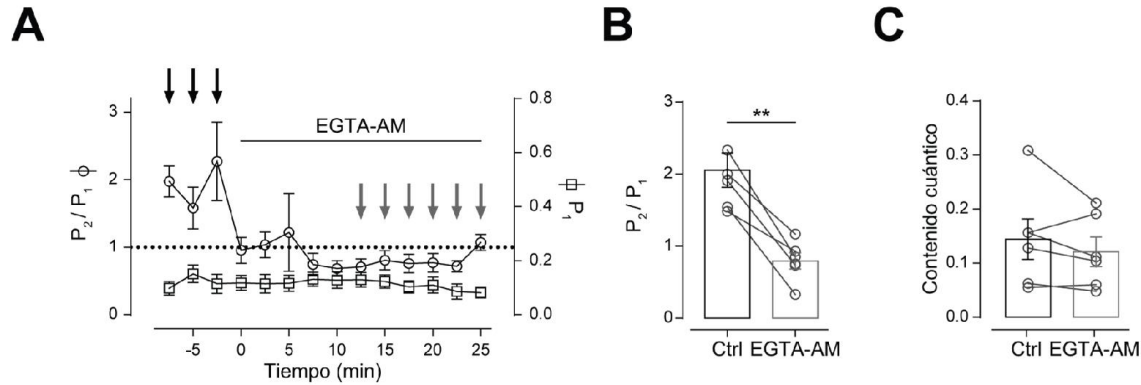 A
B
C
3
2
1
0
P2 / P1
EGTA-AM
0.8
0.6
0.4
0.2
0.0
P1
-5
0
5
10
15
20
25
Tiempo (min)
3
2
1
0
P2 / P1
**
Ctrl EGTA-AM
0.4
0.3
0.2
0.1
0.0
Contenido cuántico
Ctrl EGTA-AM